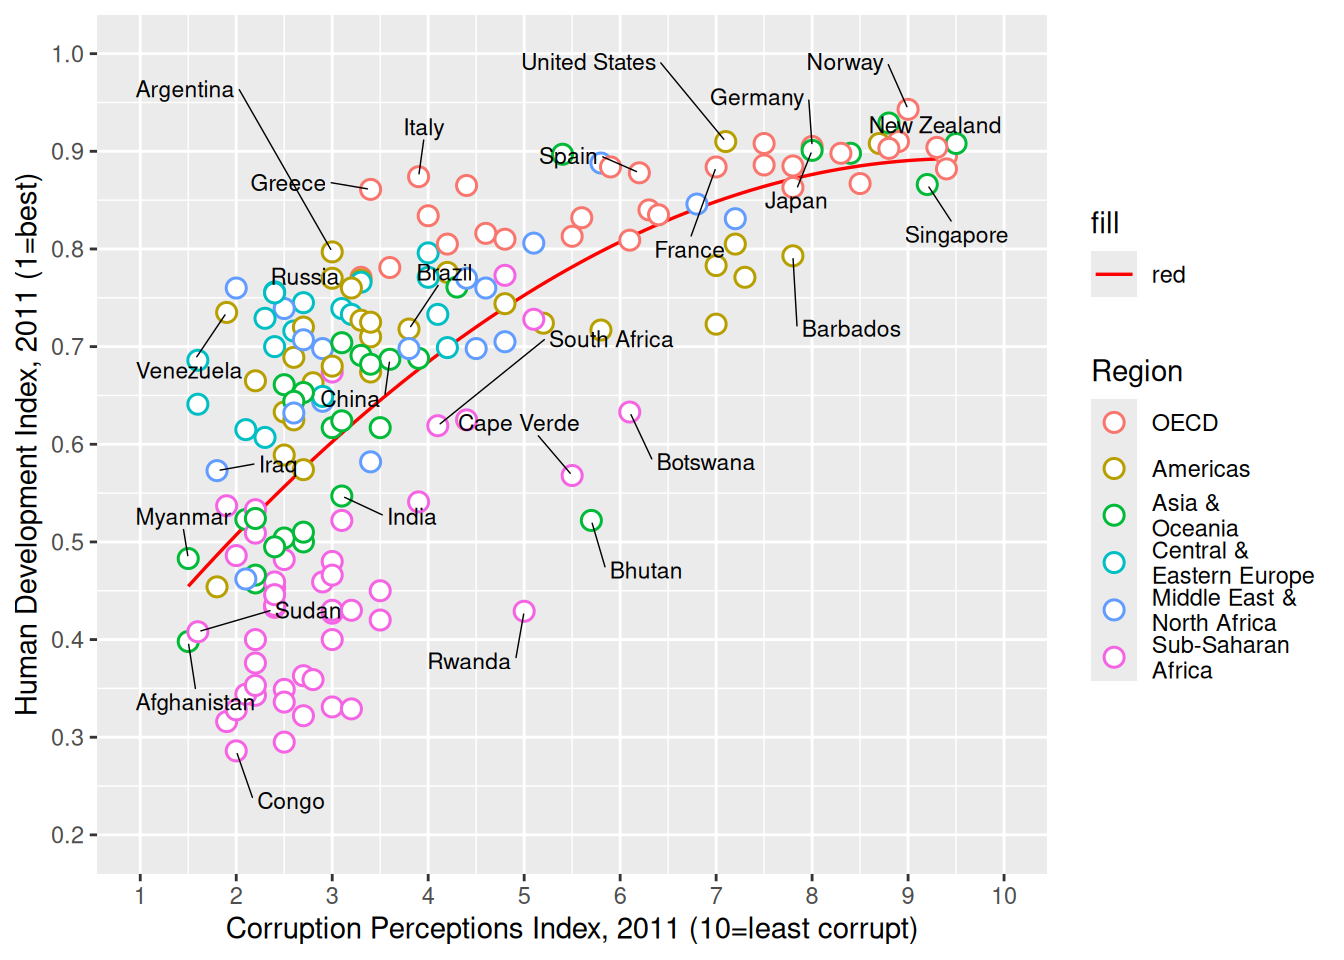 1.0
0.9
0.8
0.7
0.6
0.5
0.4
0.3
0.2
Human Development Index, 2011 (1=best)
United States
Norway
Argentina
Germany
Italy
New Zealand
Spain
Greece
Japan
Singapore
France
Russia
Brazil
Barbados
South Africa
Venezuela
China
Cape Verde
Botswana
Iraq
Myanmar
India
Bhutan
Sudan
Rwanda
Afghanistan
Congo
1 2 3 4 5 6 7 8 9 10
Corruption Perceptions Index, 2011 (10=least corrupt)
fill
red
Region
OECD
Americas
Asia &
Oceania
Central &
Eastern Europe
Middle East &
North Africa
Sub-Saharan
Africa